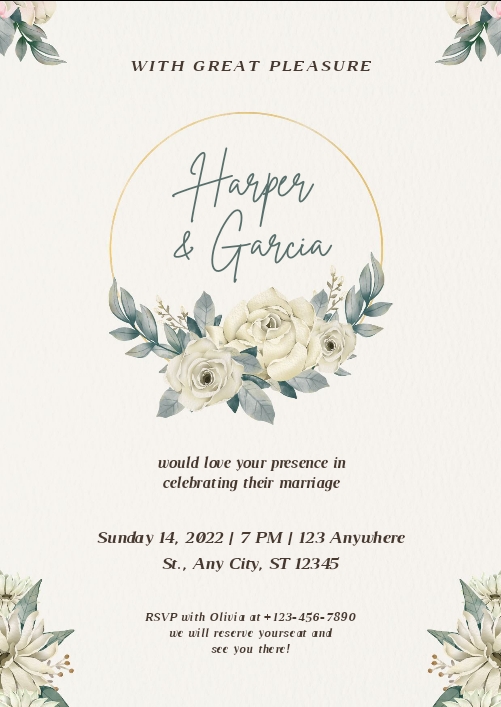 WITH GREAT PLEASURE
Harper
& Garcia
would love your presence in
celebrating their marriage
Sunday 14, 2022 | 7 PM | 123 Anywhere
St., Any City, ST 12345
RSVP with Olivia at +123-456-7890
we will reserve yourseat and
see you there!